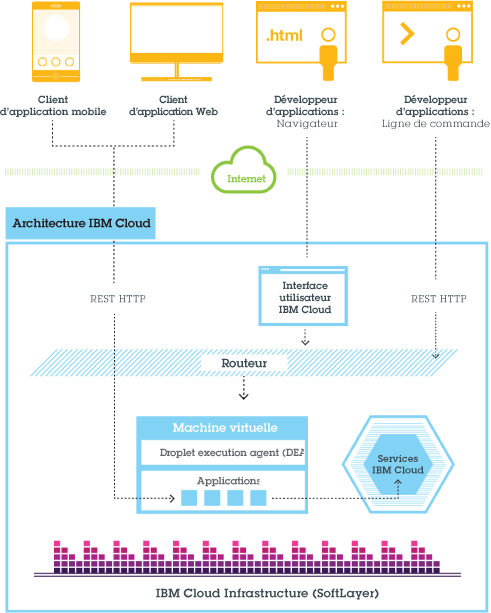 .html
Client
d'application mobile
Client
d'application Web
Développeur
d'applications :
Navigateur
Développeur
d'applications :
Ligne de commande
Internet
Architecture IBM Cloud
REST HTTP
Interface
utilisateur
IBM Cloud
REST HTTP
Routeur
Machine virtuelle
Droplet execution agent (DEA
Applications
Services
IBM Cloud
IBM Cloud Infrastructure (SoftLayer)